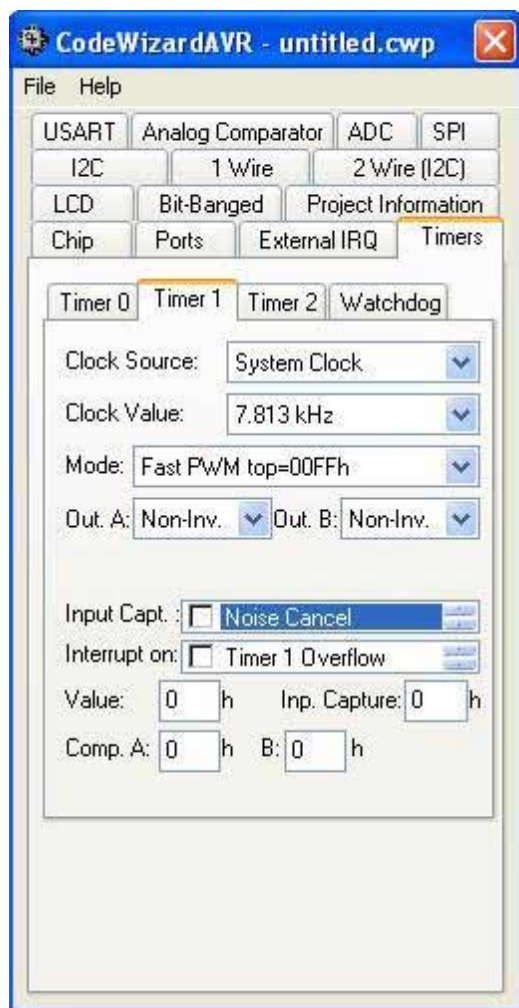 CodeWizardAVR - untitled.cwp
File Help
USART Analog Comparator ADC SPI
I2C 1 Wire 2 Wire (I2C)
LCD Bit-Banged Project Information
Chip Ports External IRQ Timers
Timer 0 Timer 1 Timer 2 Watchdog
Clock Source: System Clock
Clock Value: 7.813 kHz
Mode: Fast PWM top=00FFh
Out. A: Non-Inv. Out. B: Non-Inv.
Input Capt. : Noise Cancel
Interrupt on: Timer 1 Overflow
Value: 0 h Inp. Capture: 0 h
Comp. A: 0 h B: 0 h